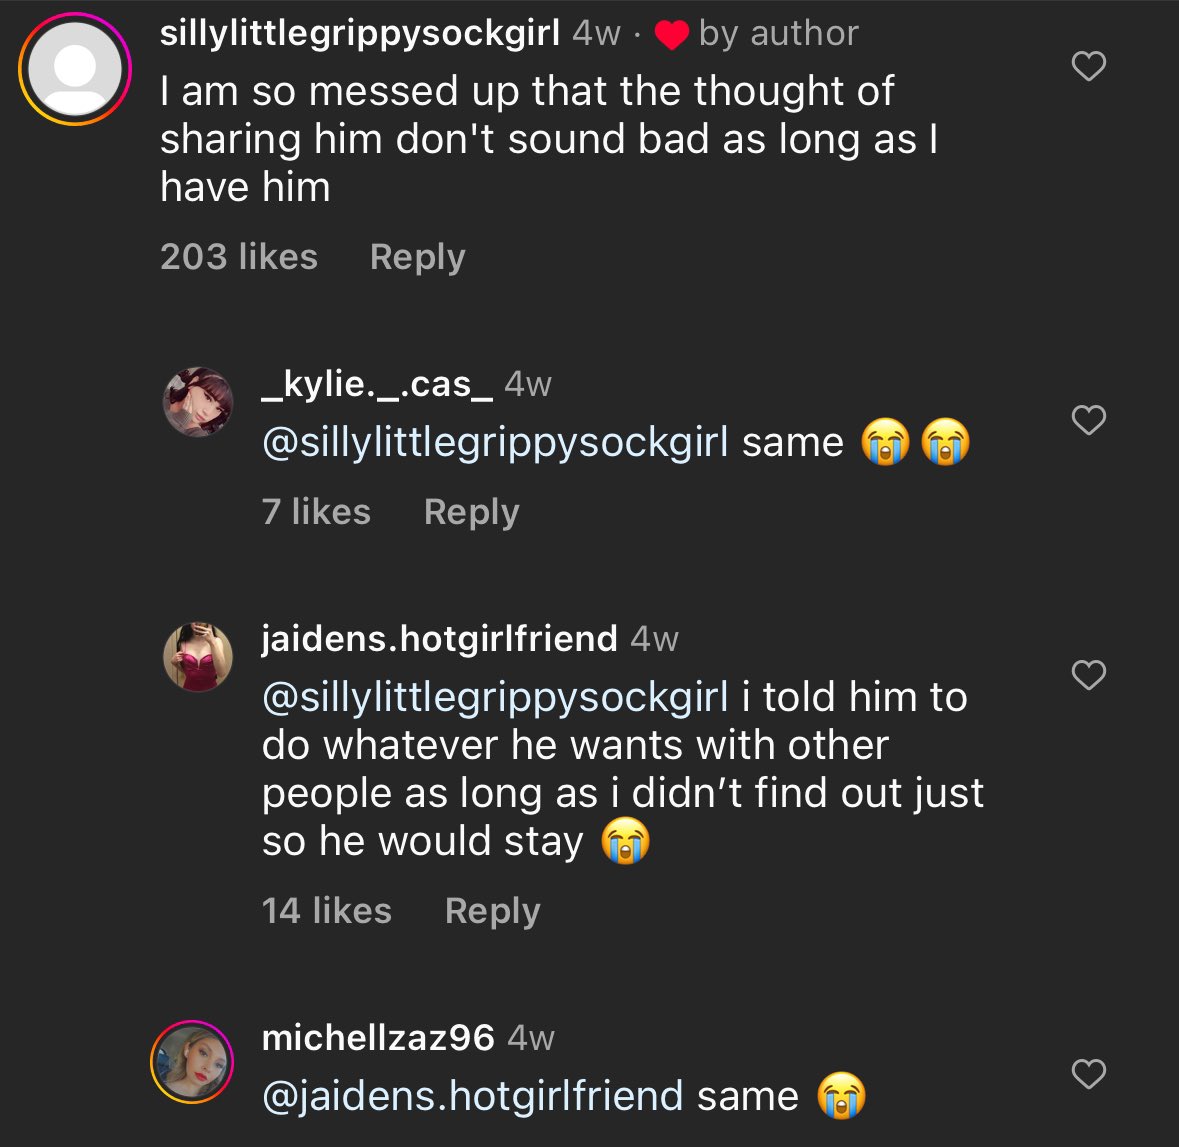 sillylittlegrippysockgirl 4w · ❤️ by author
I am so messed up that the thought of
sharing him don't sound bad as long as I
have him
203 likes Reply
_kylie._.cas_ 4w
@sillylittlegrippysockgirl same 😭😭
7 likes Reply
jaidens.hotgirlfriend 4w
@sillylittlegrippysockgirl i told him to
do whatever he wants with other
people as long as i didn’t find out just
so he would stay 😭
14 likes Reply
michellzaz96 4w
@jaidens.hotgirlfriend same 😭